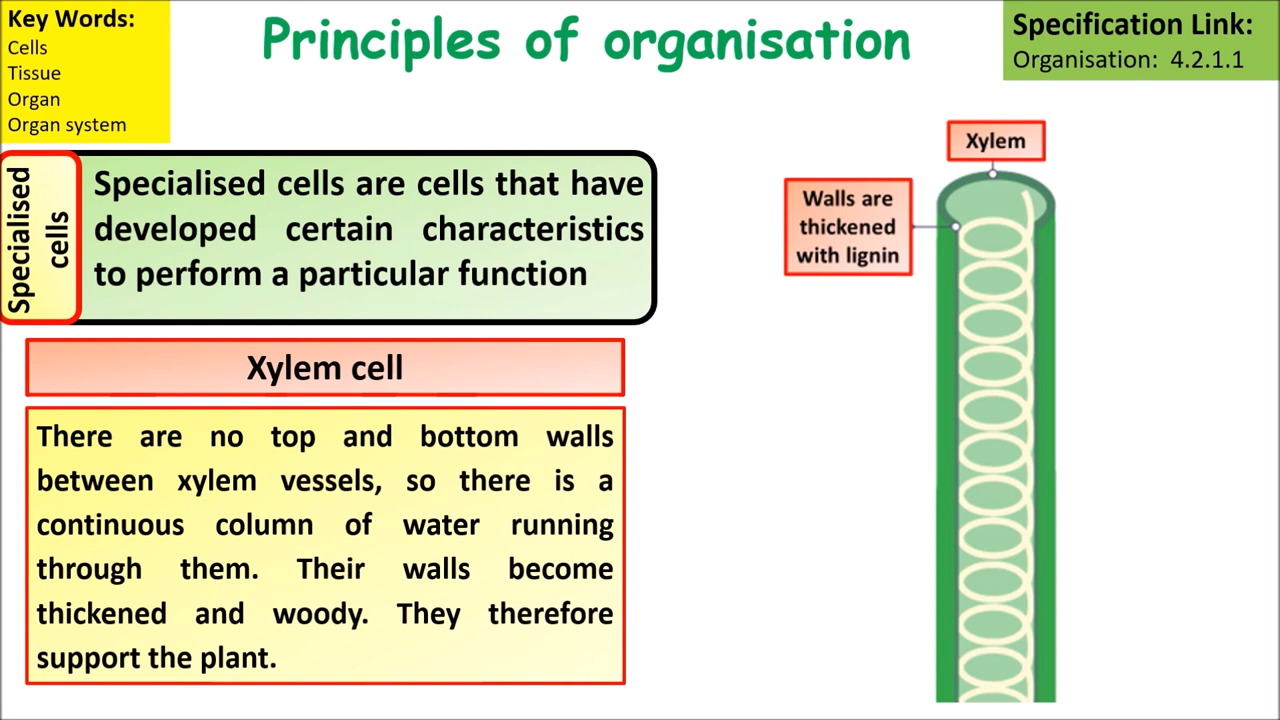 Key Words:
Cells
Tissue
Organ
Organ system
Principles of organisation
Specification Link:
Organisation: 4.2.1.1
Specialised
cells
Specialised cells are cells that have
developed certain characteristics
to perform a particular function
Xylem cell
There are no top and bottom walls
between xylem vessels, so there is a
continuous column of water running
through them. Their walls become
thickened and woody. They therefore
support the plant.
Xylem
Walls are
thickened
with lignin